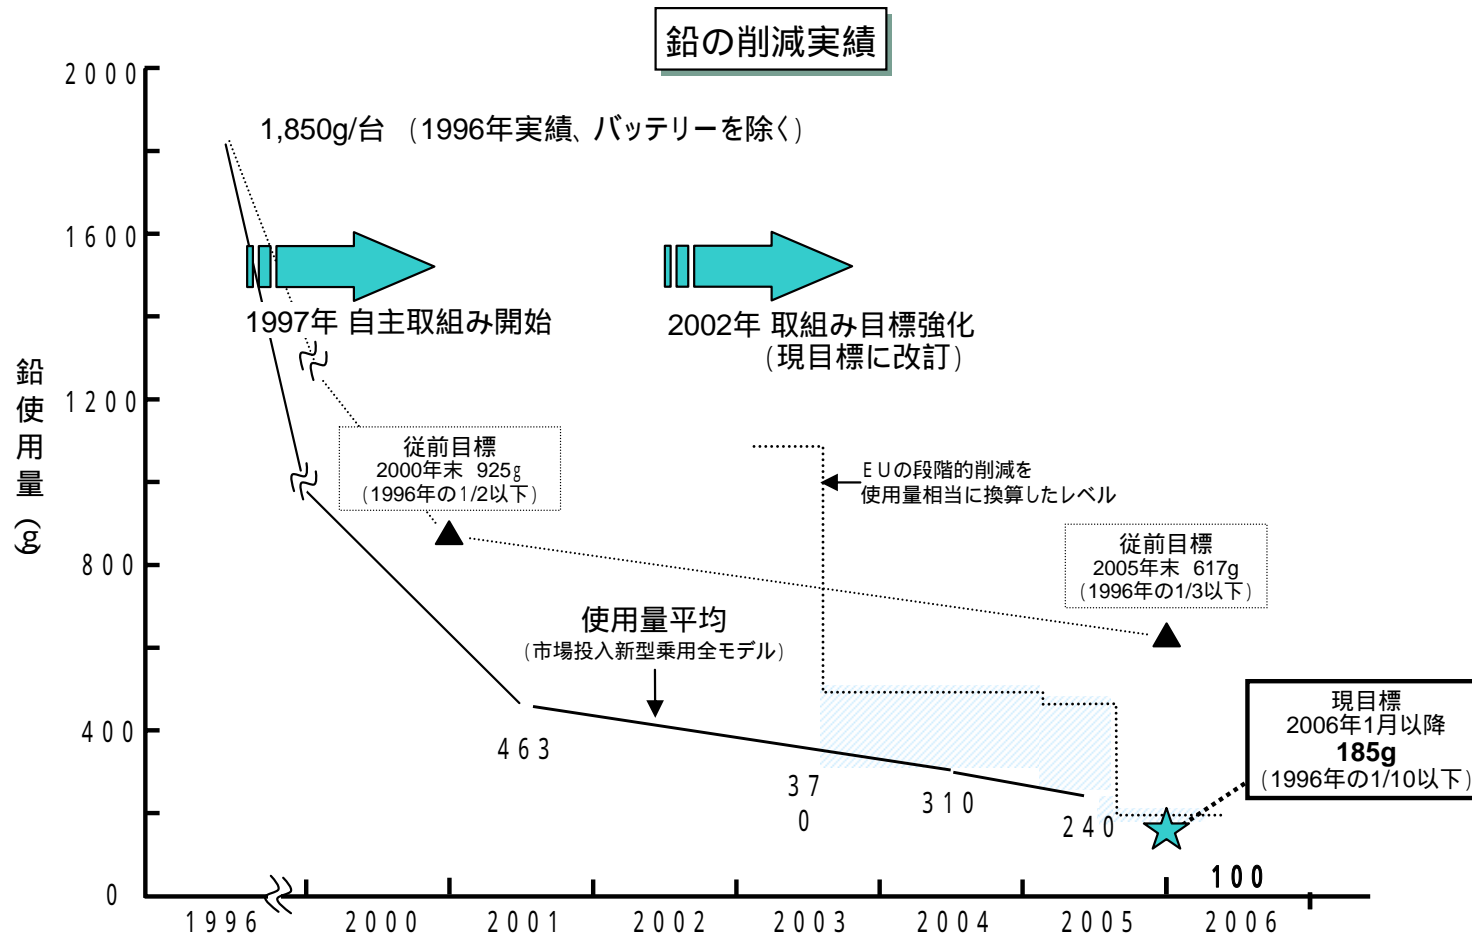 鉛の削減実績
2000
1,850g/台 (1996年実績、バッテリーを除く)
1600
1997年 自主取組み開始
2002年 取組み目標強化
(現目標に改訂)
鉛使用量(g)
1200
従前目標
2000年末 925g
(1996年の1/2以下)
EUの段階的削減を
使用量相当に換算したレベル
800
従前目標
2005年末 617g
(1996年の1/3以下)
使用量平均
(市場投入新型乗用全モデル)
現目標
2006年1月以降
185g
(1996年の1/10以下)
400
463
37
0
310
240
100
0
1996 2000 2001 2002 2003 2004 2005 2006